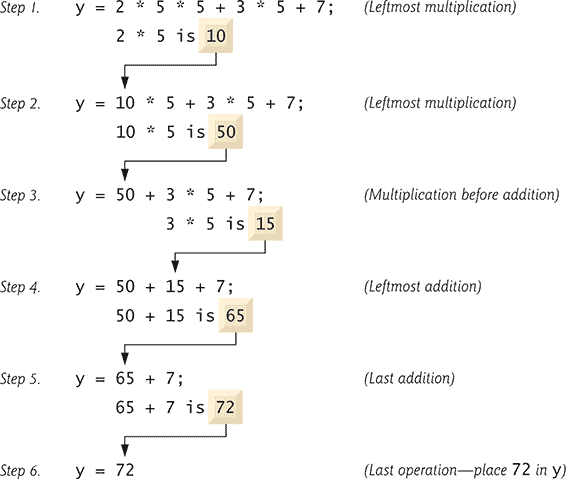 Step 1. y = 2 * 5 * 5 + 3 * 5 + 7; (Leftmost multiplication)
2 * 5 is 10
Step 2. y = 10 * 5 + 3 * 5 + 7; (Leftmost multiplication)
10 * 5 is 50
Step 3. y = 50 + 3 * 5 + 7; (Multiplication before addition)
3 * 5 is 15
Step 4. y = 50 + 15 + 7; (Leftmost addition)
50 + 15 is 65
Step 5. y = 65 + 7; (Last addition)
65 + 7 is 72
Step 6. y = 72 (Last operation—place 72 in y)